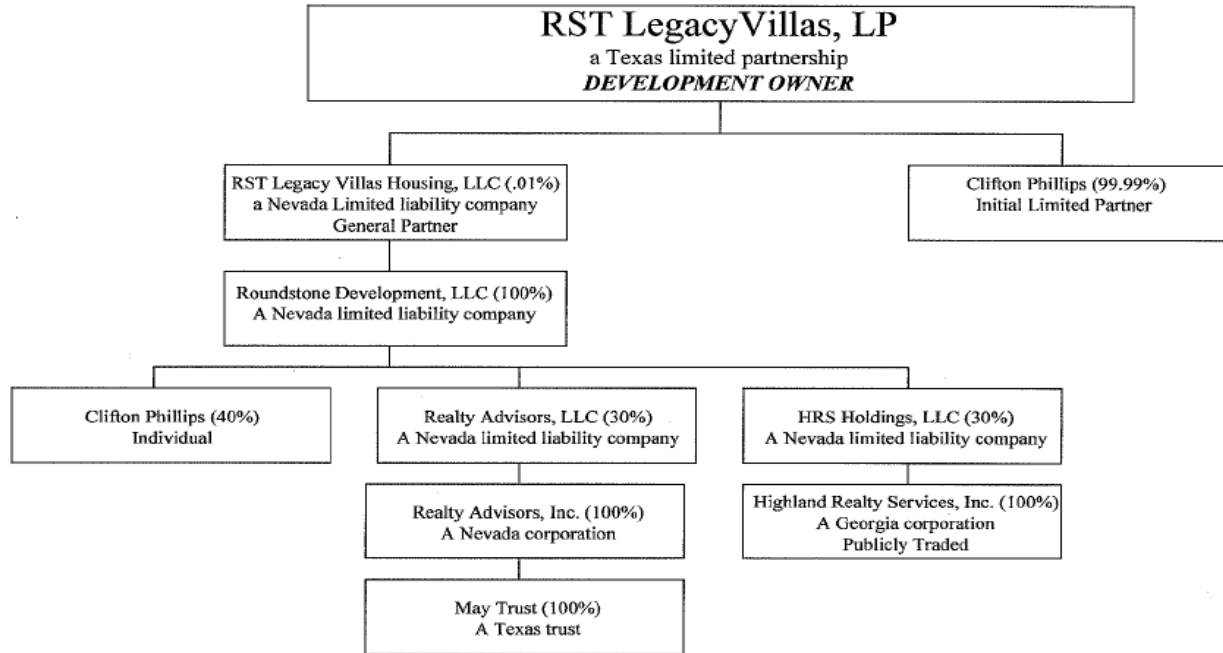 RST LegacyVillas, LP
a Texas limited partnership
DEVELOPMENT OWNER
RST Legacy Villas Housing, LLC (.01%)
a Nevada Limited liability company
General Partner
Clifton Phillips (99.99%)
Initial Limited Partner
Roundstone Development, LLC (100%)
A Nevada limited liability company
Clifton Phillips (40%)
Individual
Realty Advisors, LLC (30%)
A Nevada limited liability company
HRS Holdings, LLC (30%)
A Nevada limited liability company
Realty Advisors, Inc. (100%)
A Nevada corporation
Highland Realty Services, Inc. (100%)
A Georgia corporation
Publicly Traded
May Trust (100%)
A Texas trust